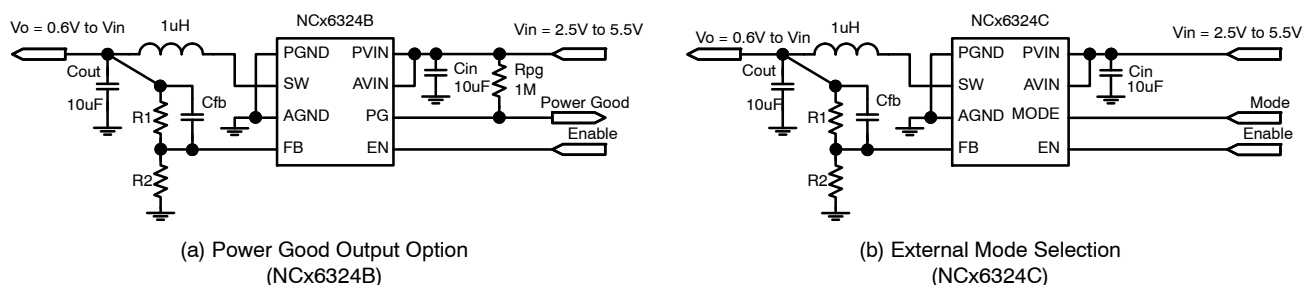 NCx6324B
Vo = 0.6V to Vin
1uH
Vin = 2.5V to 5.5V
PGND
PVIN
Cout
10uF
Cin
10uF
Rpg
1M
SW
AVIN
Cfb
R1
AGND
PG
Power Good
Enable
FB
EN
R2
(a) Power Good Output Option
(NCx6324B)
NCx6324C
Vo = 0.6V to Vin
1uH
Vin = 2.5V to 5.5V
PGND
PVIN
Cout
10uF
Cin
10uF
SW
AVIN
Cfb
R1
AGND
MODE
Mode
Enable
FB
EN
R2
(b) External Mode Selection
(NCx6324C)